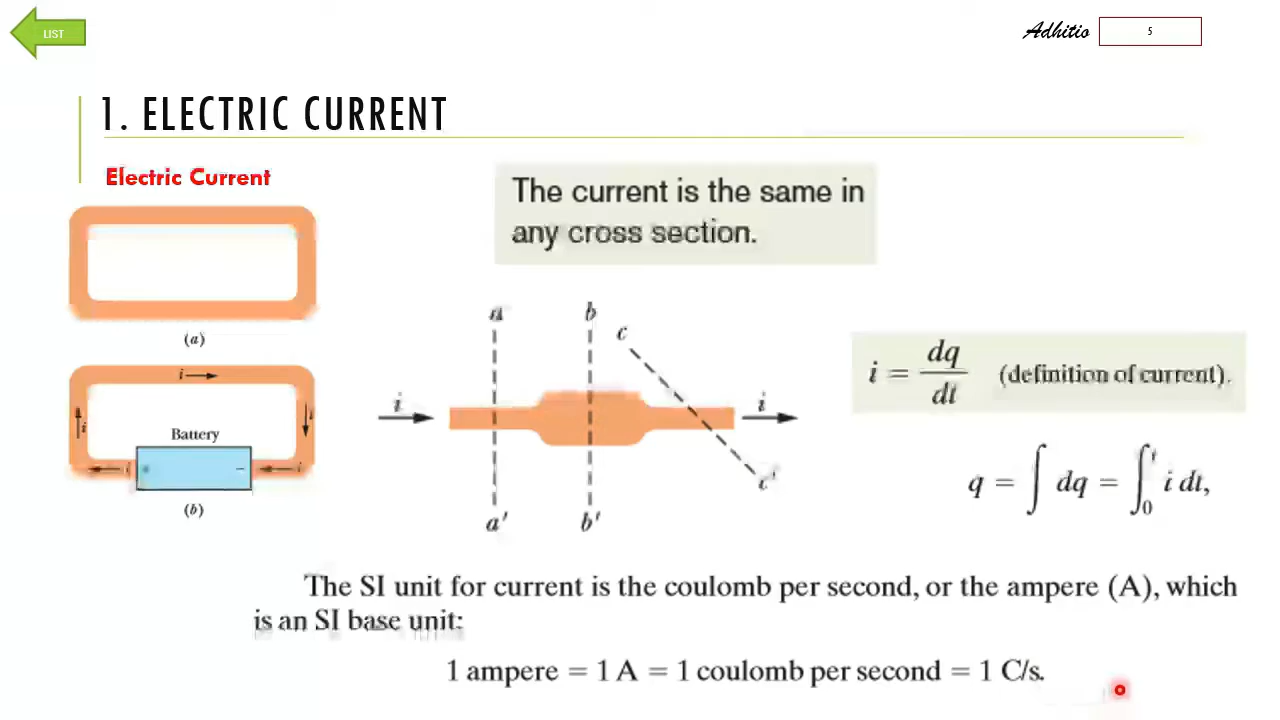 LIST
Adhitio
5
1. ELECTRIC CURRENT
Electric Current
The current is the same in
any cross section.
(a)
i
i
i
Battery
i
+
−
i
(b)
a
b
c
i
i
c'
a'
b'
i = dq/dt (definition of current).
q = ∫ dq = ∫₀ᵗ i dt,
The SI unit for current is the coulomb per second, or the ampere (A), which
is an SI base unit:
1 ampere = 1 A = 1 coulomb per second = 1 C/s.